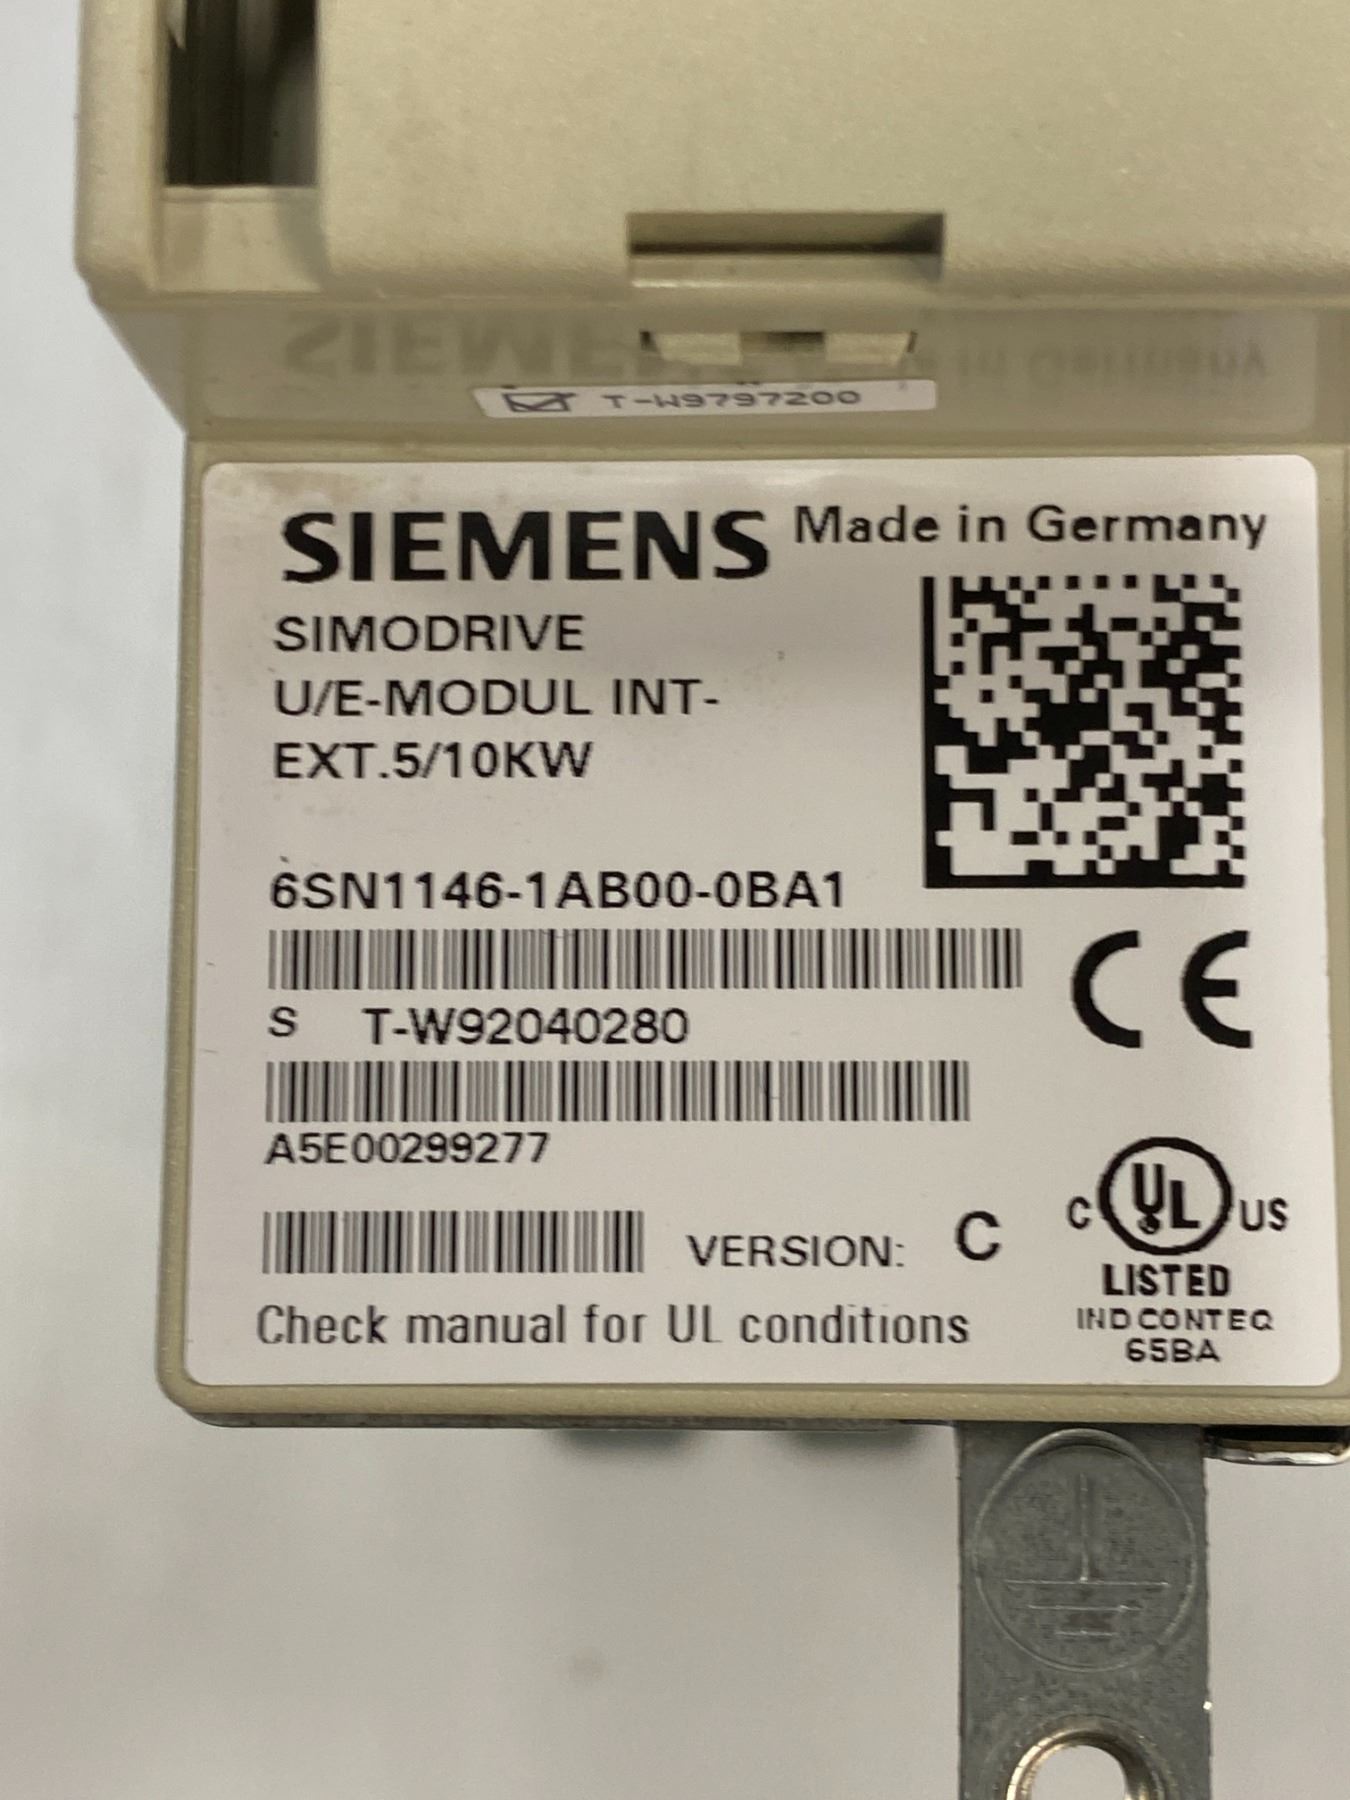 T-W9797200
SIEMENS Made in Germany
SIMODRIVE
U/E-MODUL INT-
EXT.5/10KW
6SN1146-1AB00-0BA1
S T-W92040280
A5E00299277
VERSION: C
C UL US
LISTED
IND CONT EQ
65BA
Check manual for UL conditions